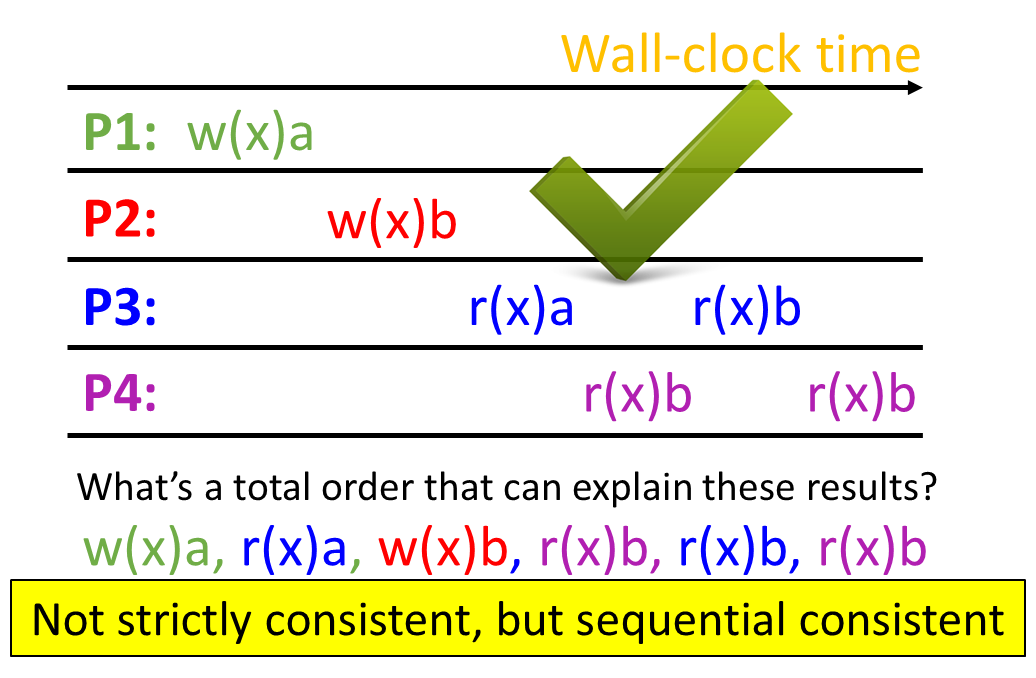 Wall-clock time
P1: w(x)a
P2: w(x)b
P3: r(x)a r(x)b
P4: r(x)b r(x)b
What’s a total order that can explain these results?
w(x)a, r(x)a, w(x)b, r(x)b, r(x)b, r(x)b
Not strictly consistent, but sequential consistent